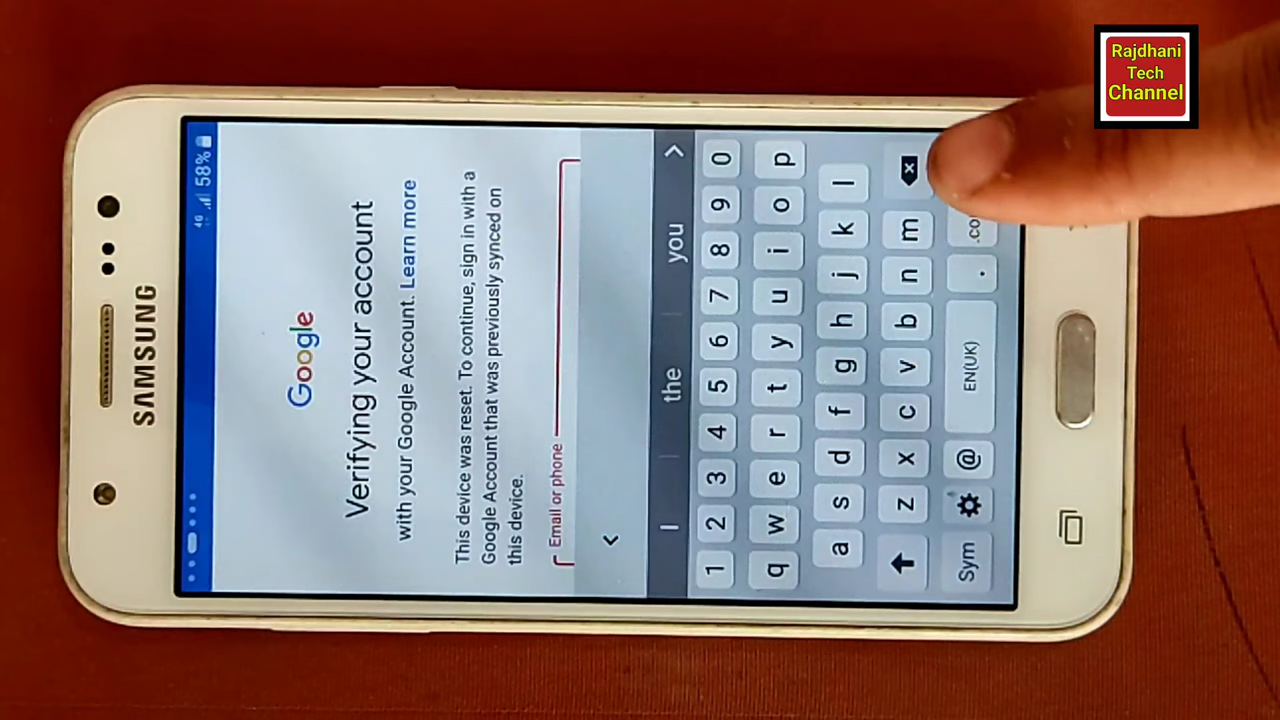 Rajdhani
Tech
Channel
SAMSUNG
4G 58%
Google
Verifying your account
with your Google Account. Learn more
This device was reset. To continue, sign in with a
Google Account that was previously synced on
this device.
Email or phone
I the you
1 2 3 4 5 6 7 8 9 0
q w e r t y u i o p
a s d f g h j k l
z x c v b n m
Sym @ EN(UK) . .co